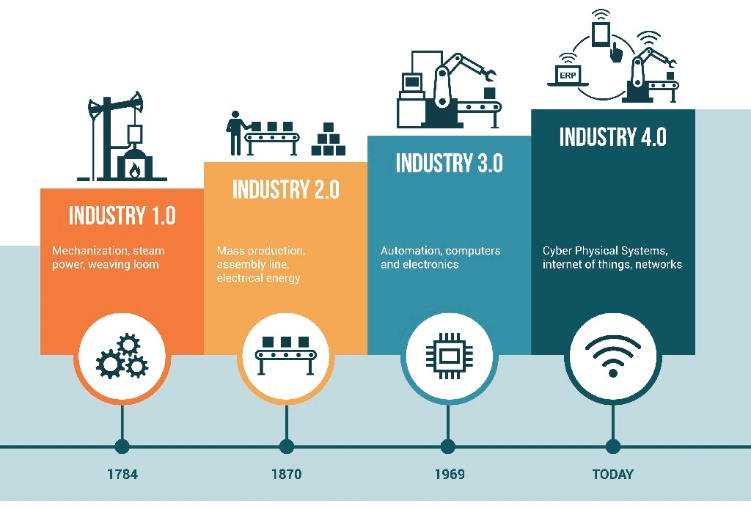 ERP
INDUSTRY 1.0
Mechanization, steam
power, weaving loom
INDUSTRY 2.0
Mass production,
assembly line,
electrical energy
INDUSTRY 3.0
Automation, computers
and electronics
INDUSTRY 4.0
Cyber Physical Systems,
internet of things, networks
1784
1870
1969
TODAY